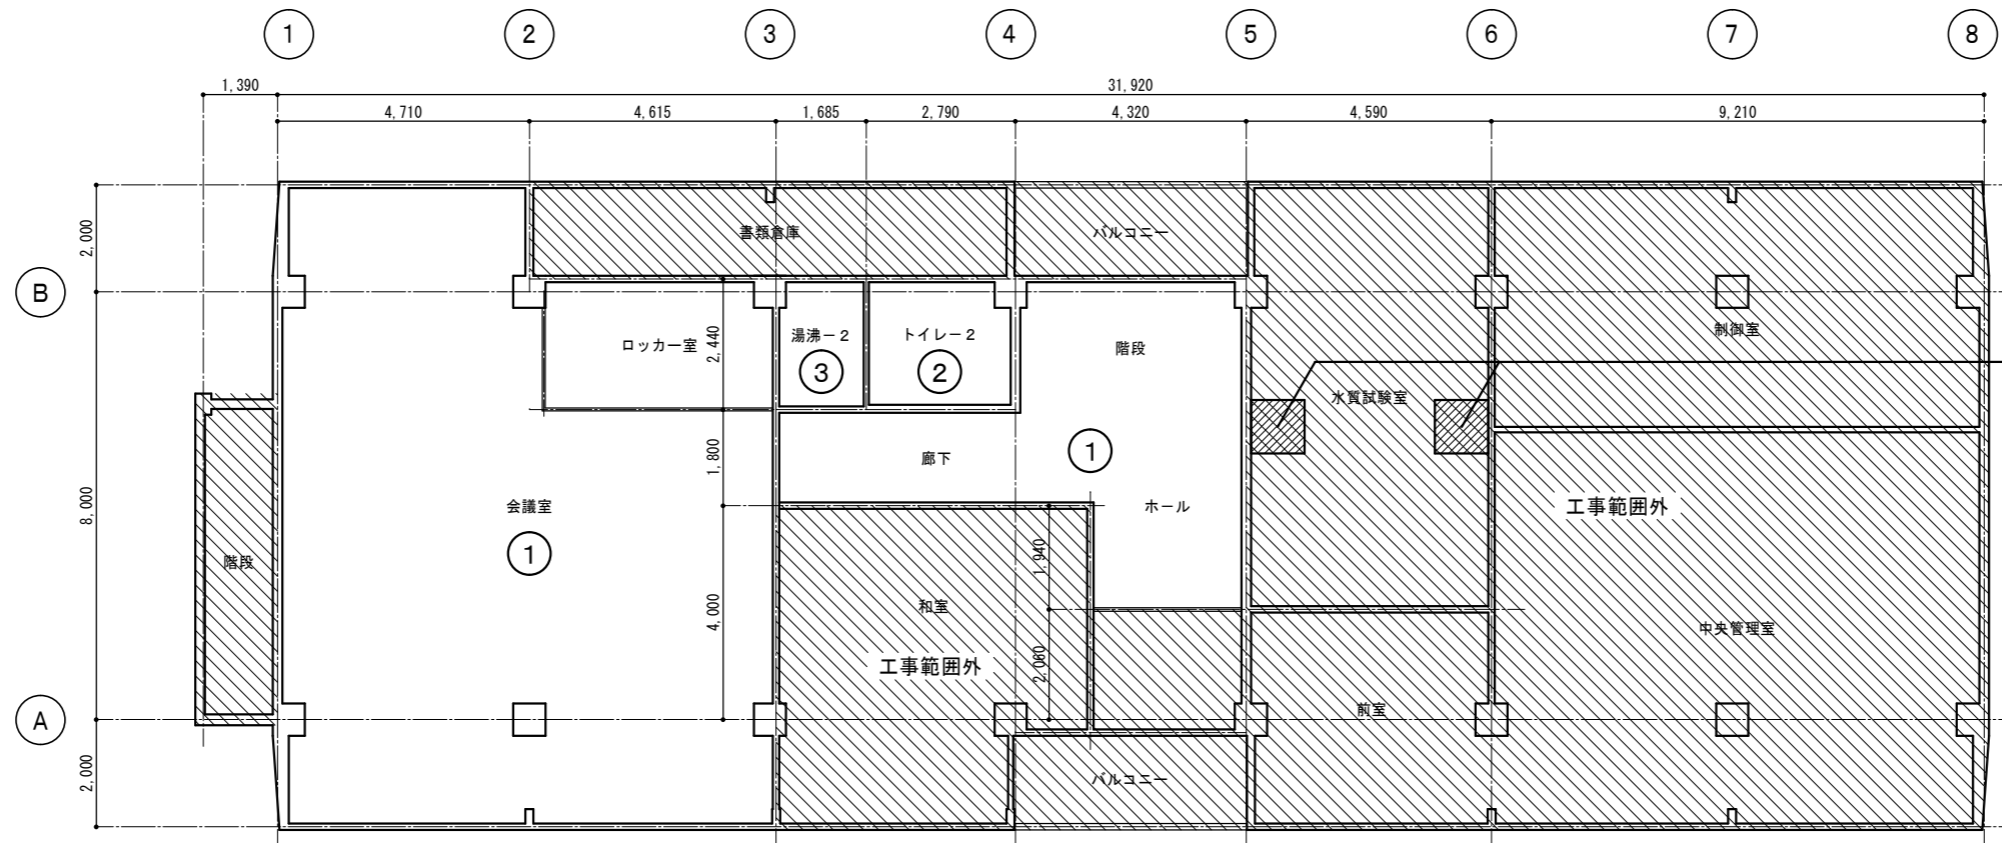 1 2 3 4 5 6 7 8
1,390 31,920
4,710 4,615 1,685 2,790 4,320 4,590 9,210
2,000
書類倉庫 バルコニー
B
ロッカー室 2,440 湯沸－2 トイレ－2 階段 制御室
3 2
水質試験室
1,800 廊下 1
8,000 会議室 ホール 工事範囲外
1
階段 1,940
4,000 和室 中央管理室
工事範囲外 2,060
A 前室
2,000 バルコニー